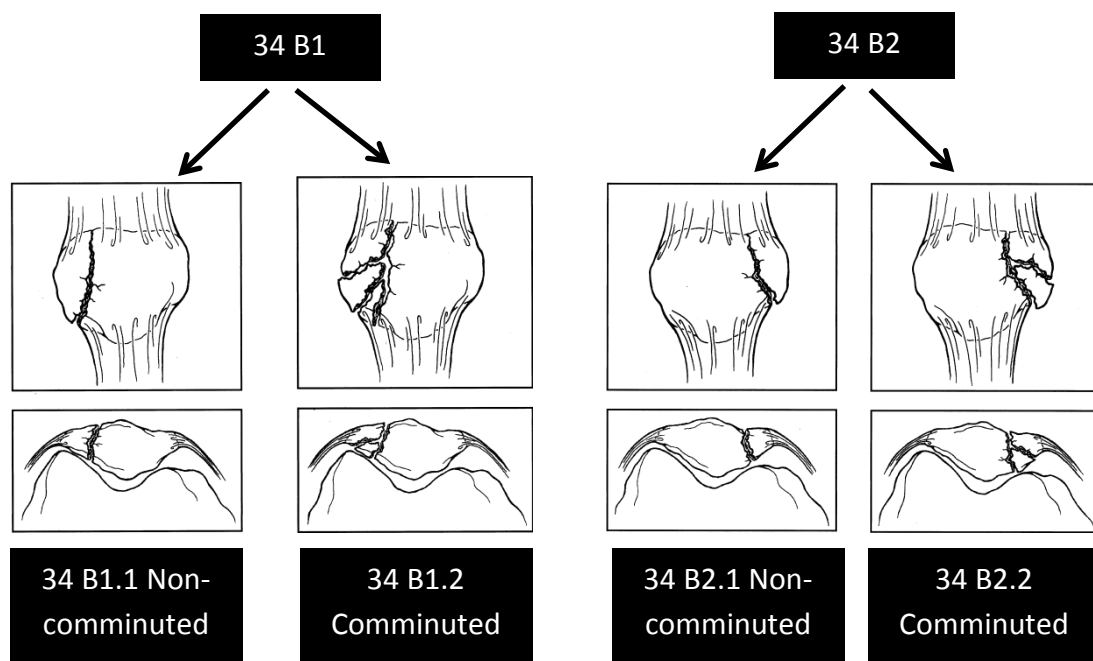 34 B1
34 B2
34 B1.1 Non-
comminuted
34 B1.2
Comminuted
34 B2.1 Non-
comminuted
34 B2.2
Comminuted